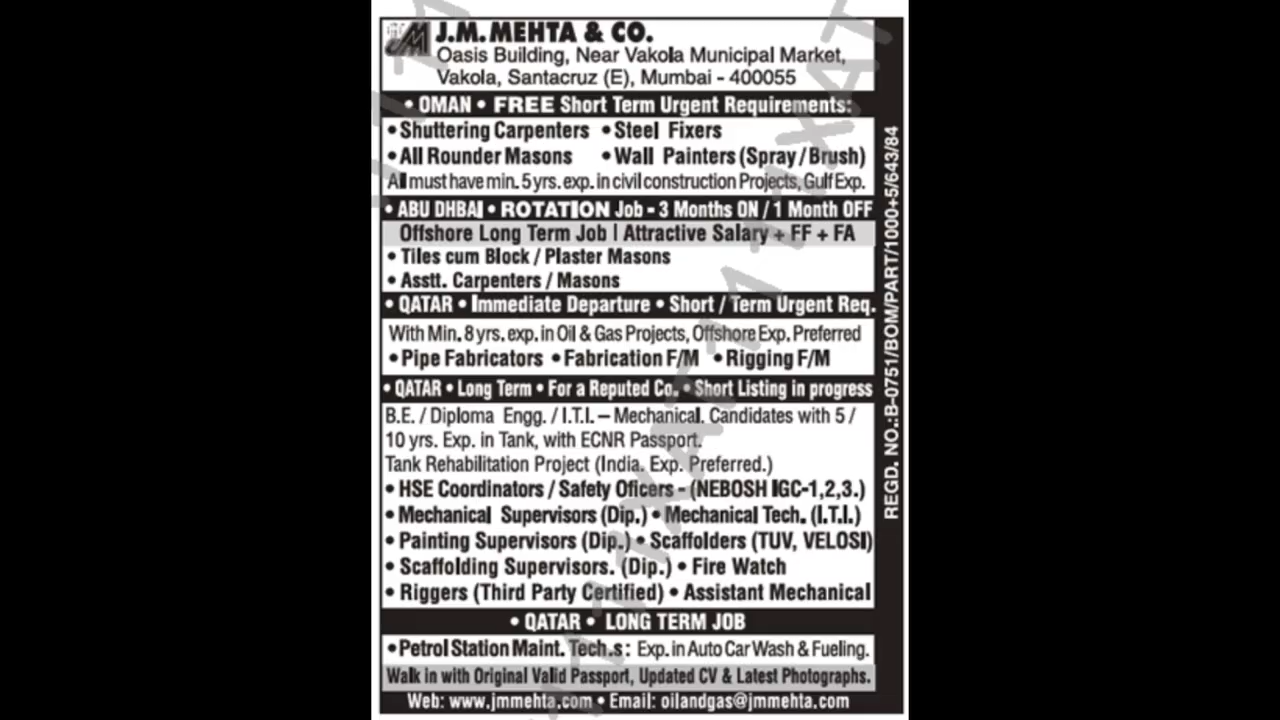 JM J.M. MEHTA & CO.
Oasis Building, Near Vakola Municipal Market,
Vakola, Santacruz (E), Mumbai - 400055
• OMAN • FREE Short Term Urgent Requirements:
• Shuttering Carpenters • Steel Fixers
• All Rounder Masons • Wall Painters (Spray / Brush)
All must have min. 5 yrs. exp. in civil construction Projects, Gulf Exp.
• ABU DHBAI • ROTATION Job - 3 Months ON / 1 Month OFF
Offshore Long Term Job | Attractive Salary + FF + FA
• Tiles cum Block / Plaster Masons
• Asstt. Carpenters / Masons
• QATAR • Immediate Departure • Short / Term Urgent Req.
With Min. 8 yrs. exp. in Oil & Gas Projects, Offshore Exp. Preferred
• Pipe Fabricators • Fabrication F/M • Rigging F/M
• QATAR • Long Term • For a Reputed Co. • Short Listing in progress
B.E. / Diploma Engg. / I.T.I. – Mechanical. Candidates with 5 /
10 yrs. Exp. in Tank, with ECNR Passport.
Tank Rehabilitation Project (India. Exp. Preferred.)
• HSE Coordinators / Safety Oficers - (NEBOSH IGC-1,2,3.)
• Mechanical Supervisors (Dip.) • Mechanical Tech. (I.T.I.)
• Painting Supervisors (Dip.) • Scaffolders (TUV, VELOSI)
• Scaffolding Supervisors. (Dip.) • Fire Watch
• Riggers (Third Party Certified) • Assistant Mechanical
• QATAR • LONG TERM JOB
• Petrol Station Maint. Tech.s: Exp. in Auto Car Wash & Fueling.
Walk in with Original Valid Passport, Updated CV & Latest Photographs.
Web: www.jmmehta.com • Email: oilandgas@jmmehta.com
REGD. NO.:B-0751/BOM/PART/1000+5/643/84